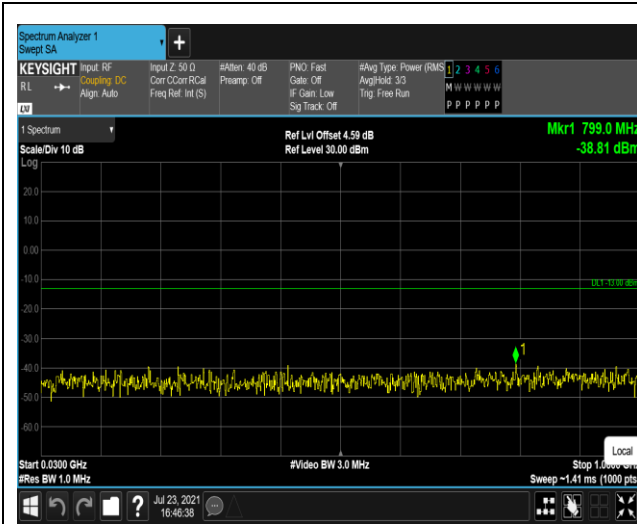 Spectrum Analyzer 1
Swept SA
+
KEYSIGHT
RL
Input: RF
Coupling: DC
Align: Auto
Input Z: 50 Ω
Corr CCorr RCal
Freq Ref: Int (S)
#Atten: 40 dB
Preamp: Off
PNO: Fast
Gate: Off
IF Gain: Low
Sig Track: Off
#Avg Type: Power (RMS
Avg|Hold: 3/3
Trig: Free Run
1 2 3 4 5 6
M W W W W W
P P P P P P
LXI
1 Spectrum
Scale/Div 10 dB
Ref Lvl Offset 4.59 dB
Ref Level 30.00 dBm
Mkr1 799.0 MHz
-38.81 dBm
Log
20.0
10.0
0.00
-10.0
DL1 -13.00 dBm
-20.0
-30.0
1
-40.0
-50.0
-60.0
Local
Start 0.0300 GHz
#Video BW 3.0 MHz
#Res BW 1.0 MHz
Sweep ~1.41 ms (1000 pts
?
Jul 23, 2021
16:46:38